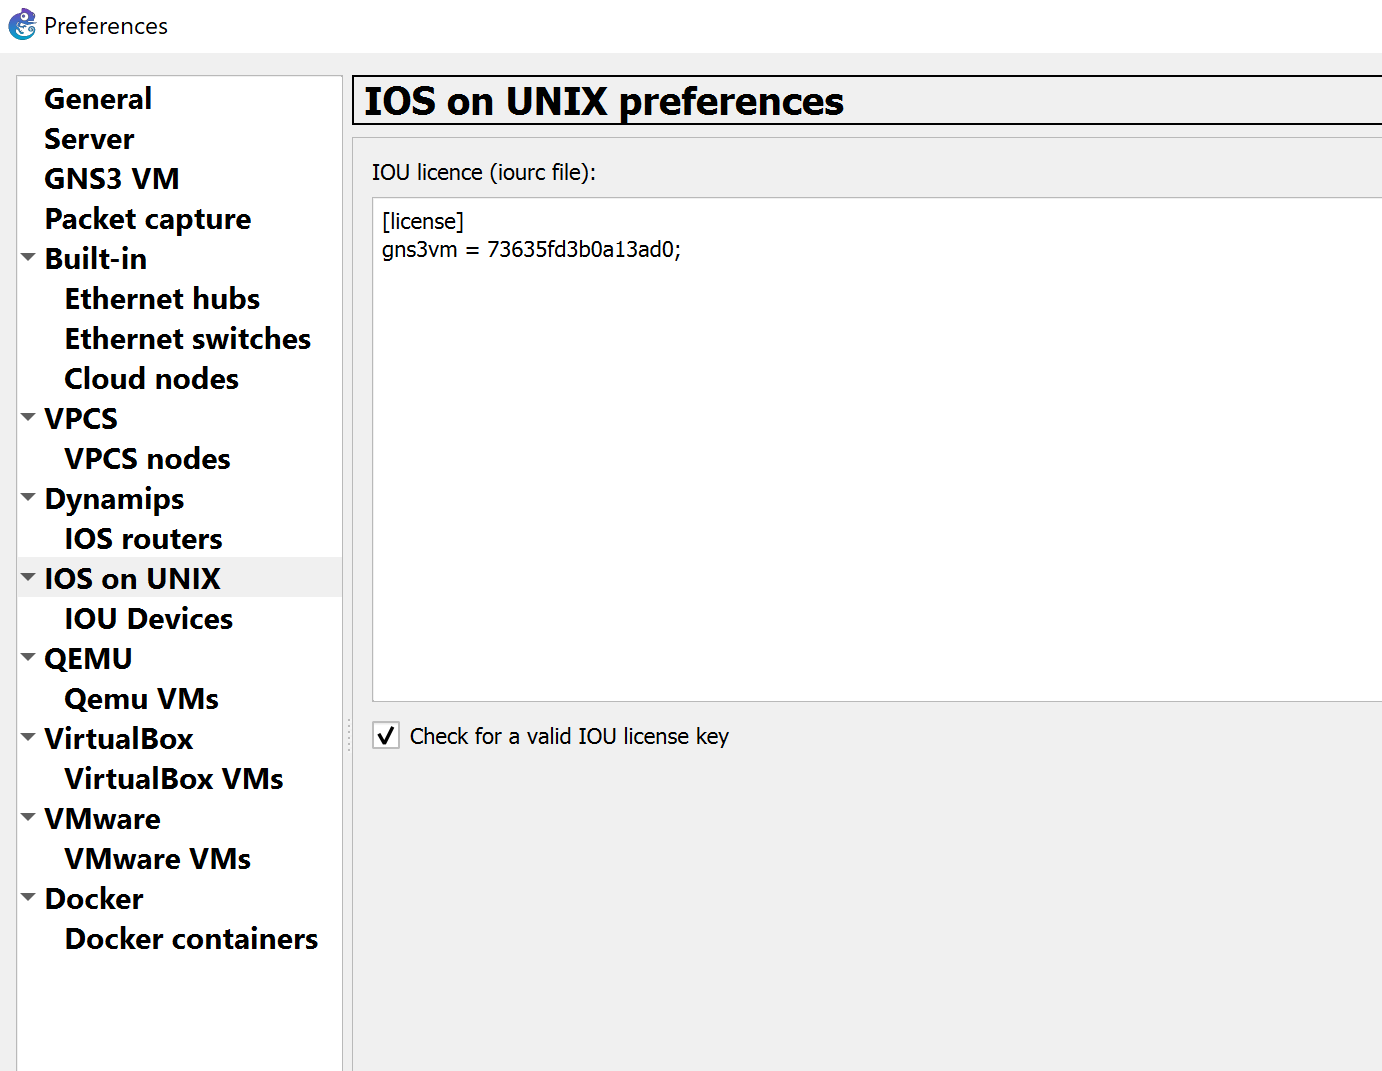 Preferences
General
Server
GNS3 VM
Packet capture
Built-in
Ethernet hubs
Ethernet switches
Cloud nodes
VPCS
VPCS nodes
Dynamips
IOS routers
IOS on UNIX
IOU Devices
QEMU
Qemu VMs
VirtualBox
VirtualBox VMs
VMware
VMware VMs
Docker
Docker containers
IOS on UNIX preferences
IOU licence (iourc file):
[license]
gns3vm = 73635fd3b0a13ad0;
Check for a valid IOU license key